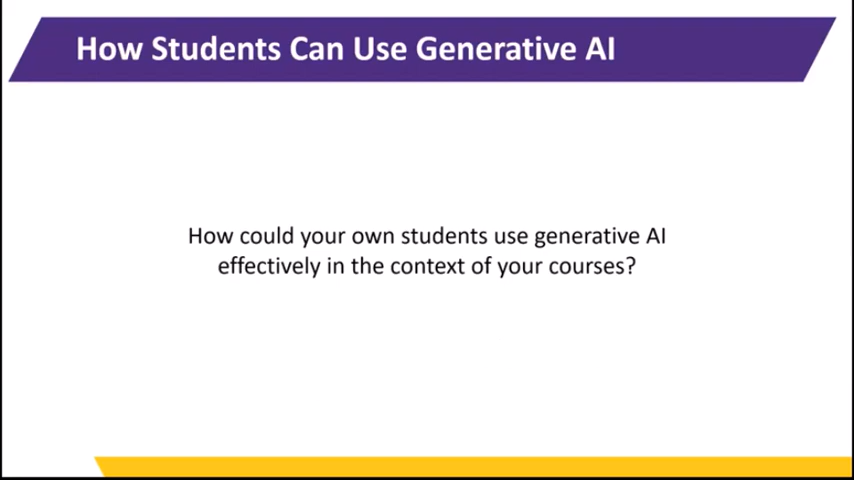 How Students Can Use Generative AI
How could your own students use generative AI
effectively in the context of your courses?